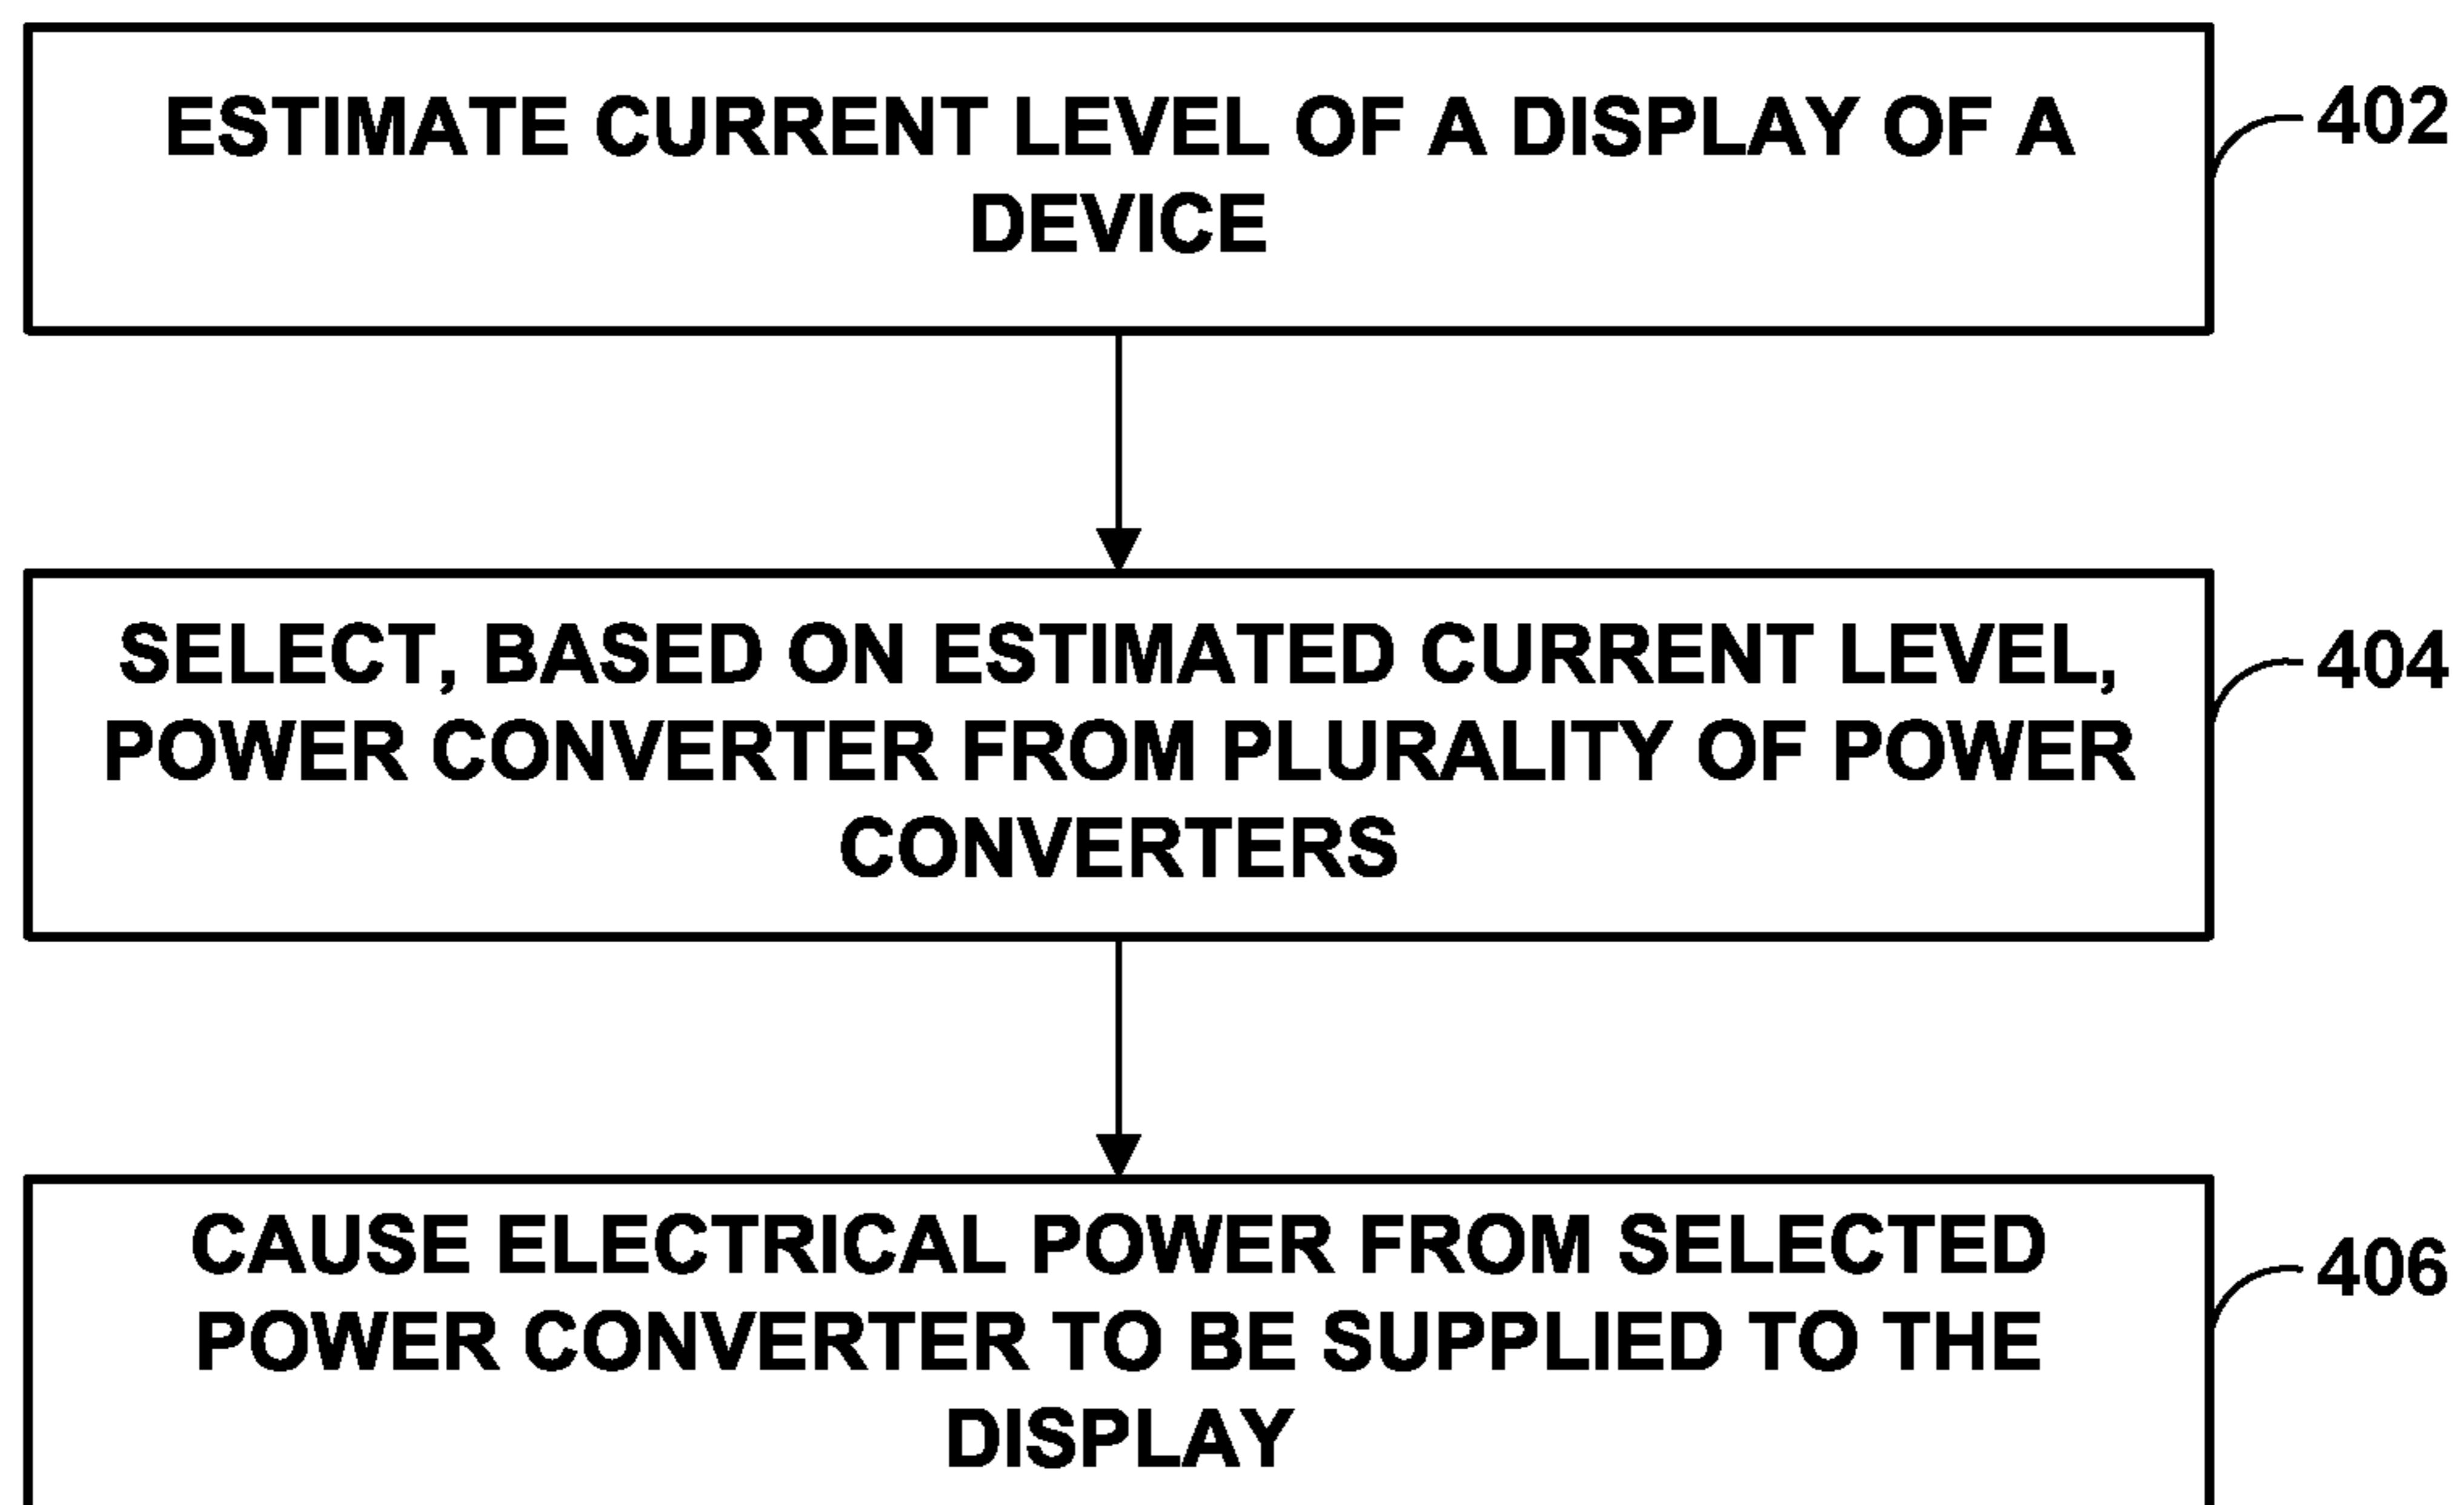 ESTIMATE CURRENT LEVEL OF A DISPLAY OF A
DEVICE
402
SELECT, BASED ON ESTIMATED CURRENT LEVEL,
POWER CONVERTER FROM PLURALITY OF POWER
CONVERTERS
404
CAUSE ELECTRICAL POWER FROM SELECTED
POWER CONVERTER TO BE SUPPLIED TO THE
DISPLAY
406